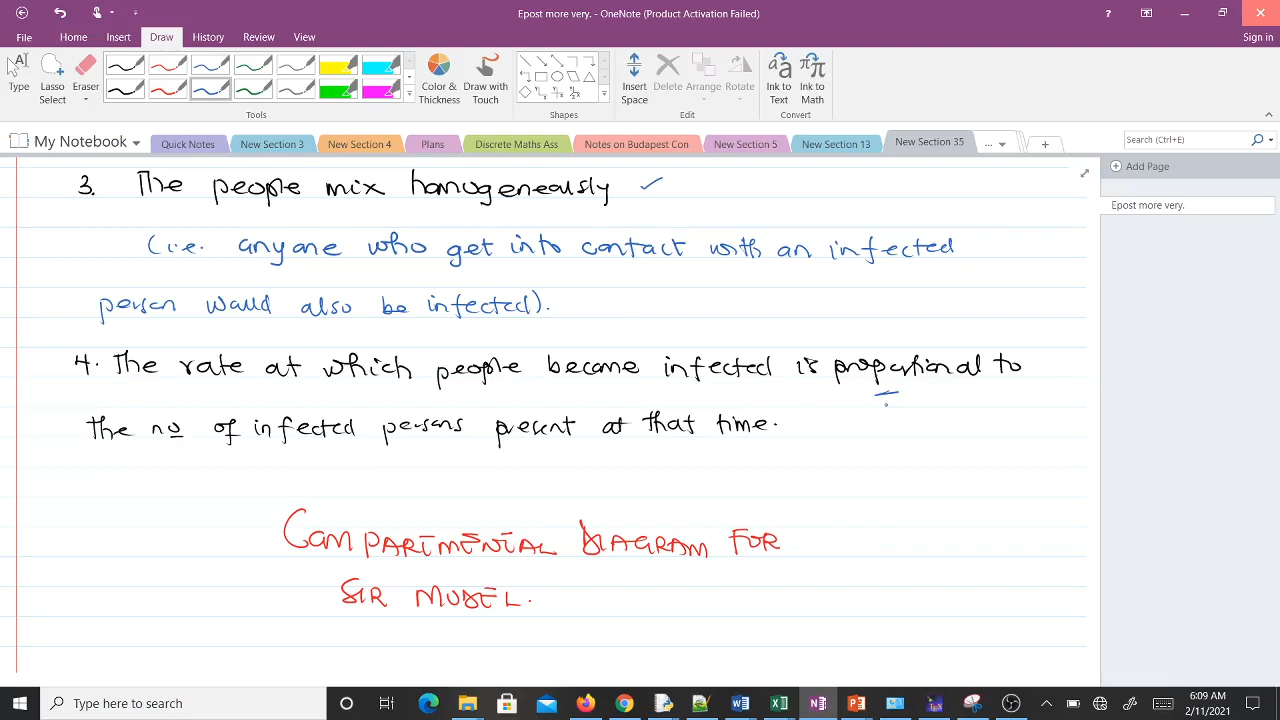 Epost more very. - OneNote (Product Activation Failed)
Sign in
File Home Insert Draw History Review View
Type Lasso Select Eraser Color & Thickness Draw with Touch Insert Space Delete Arrange Rotate Ink to Text Ink to Math
Tools Shapes Edit Convert
My Notebook Quick Notes New Section 3 New Section 4 Plans Discrete Maths Ass Notes on Budapest Con New Section 5 New Section 13 New Section 35 ... Search (Ctrl+E)
Add Page
Epost more very.
3. The people mix homogeneously ✓
(i.e. anyone who get into contact with an infected
person would also be infected).
4. The rate at which people become infected is proportional to
the no of infected persons present at that time.
COMPARTMENTAL DIAGRAM FOR
SIR MODEL.
Type here to search
6:09 AM
2/11/2021